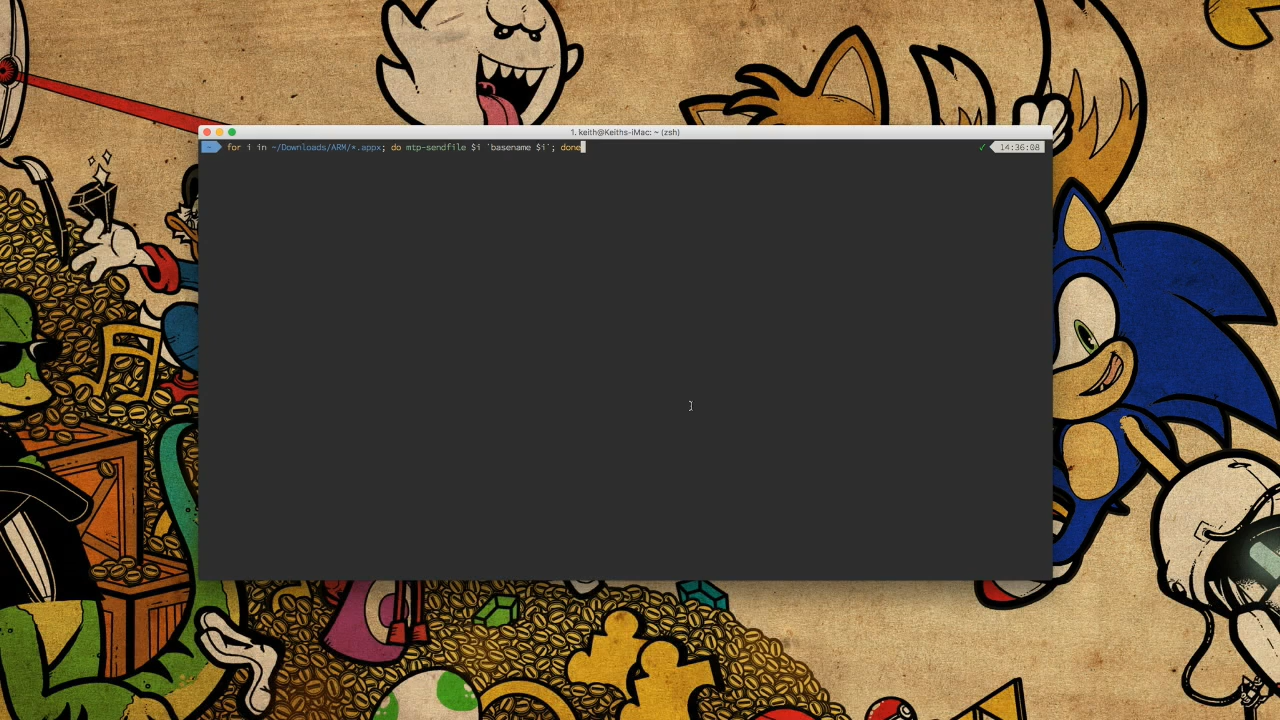 1. keith@Keiths-iMac: ~ (zsh)
~ for i in ~/Downloads/ARM/*.appx; do mtp-sendfile $i `basename $i`; done ✓ 14:36:08